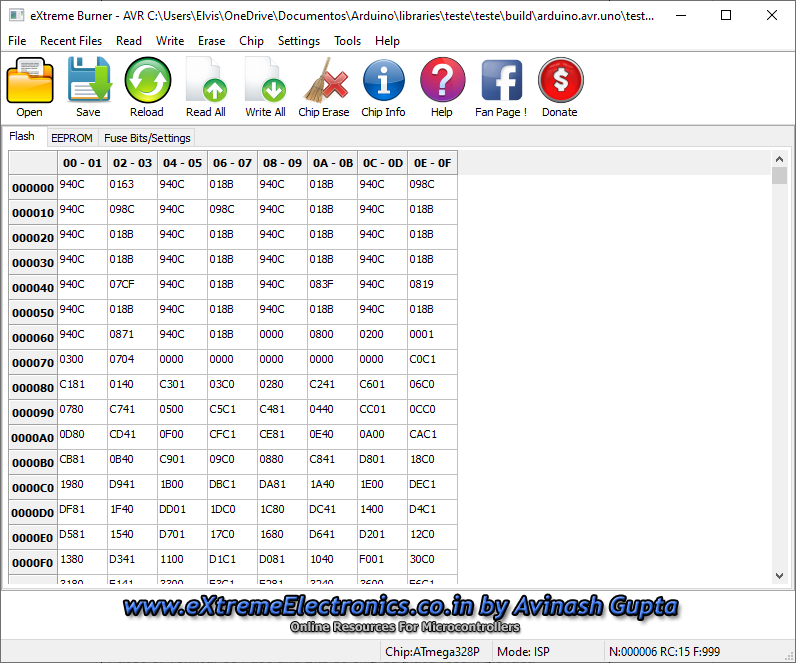 eXtreme Burner - AVR C:\Users\Elvis\OneDrive\Documentos\Arduino\libraries\teste\teste\build\arduino.avr.uno\test...
File Recent Files Read Write Erase Chip Settings Tools Help
Open Save Reload Read All Write All Chip Erase Chip Info Help Fan Page ! Donate
Flash EEPROM Fuse Bits/Settings
00 - 01 02 - 03 04 - 05 06 - 07 08 - 09 0A - 0B 0C - 0D 0E - 0F
000000 940C 0163 940C 018B 940C 018B 940C 098C
000010 940C 098C 940C 098C 940C 018B 940C 018B
000020 940C 018B 940C 018B 940C 018B 940C 018B
000030 940C 018B 940C 018B 940C 018B 940C 018B
000040 940C 07CF 940C 018B 940C 083F 940C 0819
000050 940C 018B 940C 018B 940C 018B 940C 018B
000060 940C 0871 940C 018B 0000 0800 0200 0001
000070 0300 0704 0000 0000 0000 0000 0000 C0C1
000080 C181 0140 C301 03C0 0280 C241 C601 06C0
000090 0780 C741 0500 C5C1 C481 0440 CC01 0CC0
0000A0 0D80 CD41 0F00 CFC1 CE81 0E40 0A00 CAC1
0000B0 CB81 0B40 C901 09C0 0880 C841 D801 18C0
0000C0 1980 D941 1B00 DBC1 DA81 1A40 1E00 DEC1
0000D0 DF81 1F40 DD01 1DC0 1C80 DC41 1400 D4C1
0000E0 D581 1540 D701 17C0 1680 D641 D201 12C0
0000F0 1380 D341 1100 D1C1 D081 1040 F001 30C0
3180 F141 3300 F3C1 F281 3240 3600 F6C1
www.eXtremeElectronics.co.in by Avinash Gupta
Online Resources For Microcontrollers
Chip:ATmega328P Mode: ISP N:000006 RC:15 F:999